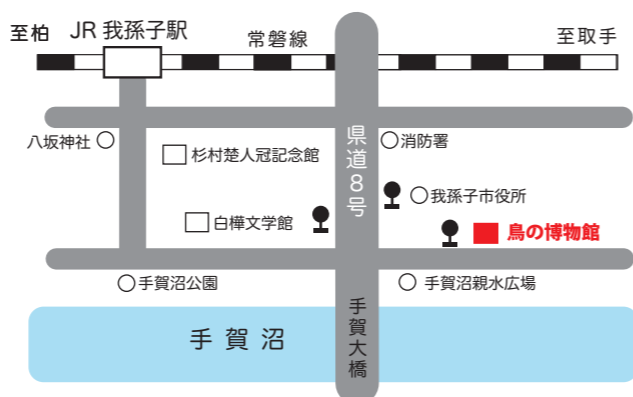 至柏
JR 我孫子駅
常磐線
至取手
八坂神社
杉村楚人冠記念館
県道8号
消防署
我孫子市役所
白樺文学館
鳥の博物館
手賀沼公園
手賀沼親水広場
手賀沼
手賀大橋